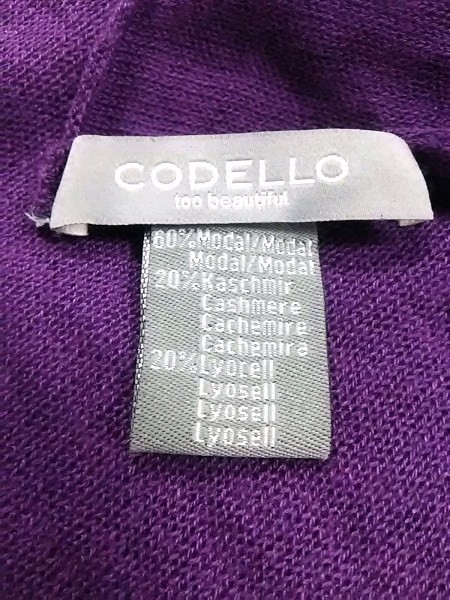 CODELLO
too beautiful
60% Modal/Modal
Modal/Modal
20% Kaschmir
Cashmere
Cachemire
Cachemira
20% Lyocell
Lyosell
Lyosell
Lyosell